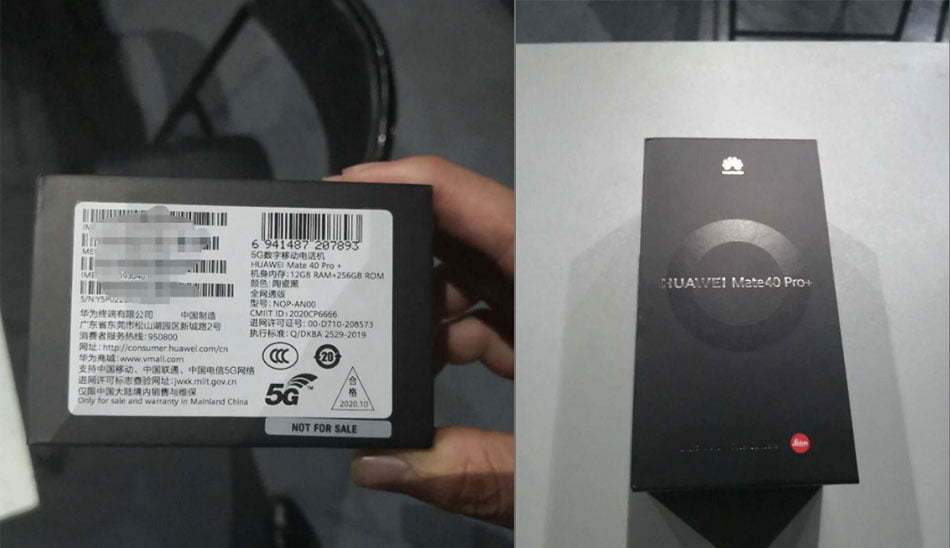 IM
6 941487 207893
5G数字移动电话机
HUAWEI Mate 40 Pro +
机身内存:12GB RAM+256GB ROM
颜色:陶瓷黑
全网通版
型号: NOP-AN00
CMIIT ID: 2020CP6666
进网许可证号: 00-D710-208573
执行标准: Q/DKBA 2529-2019
华为终端有限公司 中国制造
广东省东莞市松山湖园区新城路2号
消费者服务热线: 950800
网址: http://consumer.huawei.com/cn
华为商城: www.vmall.com
支持中国移动、中国联通、中国电信5G网络
进网许可标志查验网址: jwxk.miit.gov.cn
仅限中国大陆境内销售与维保
Only for sale and warranty in Mainland China
CCC
20
5G™
合格
2020.10
NOT FOR SALE
HUAWEI
HUAWEI Mate40 Pro+
Leica